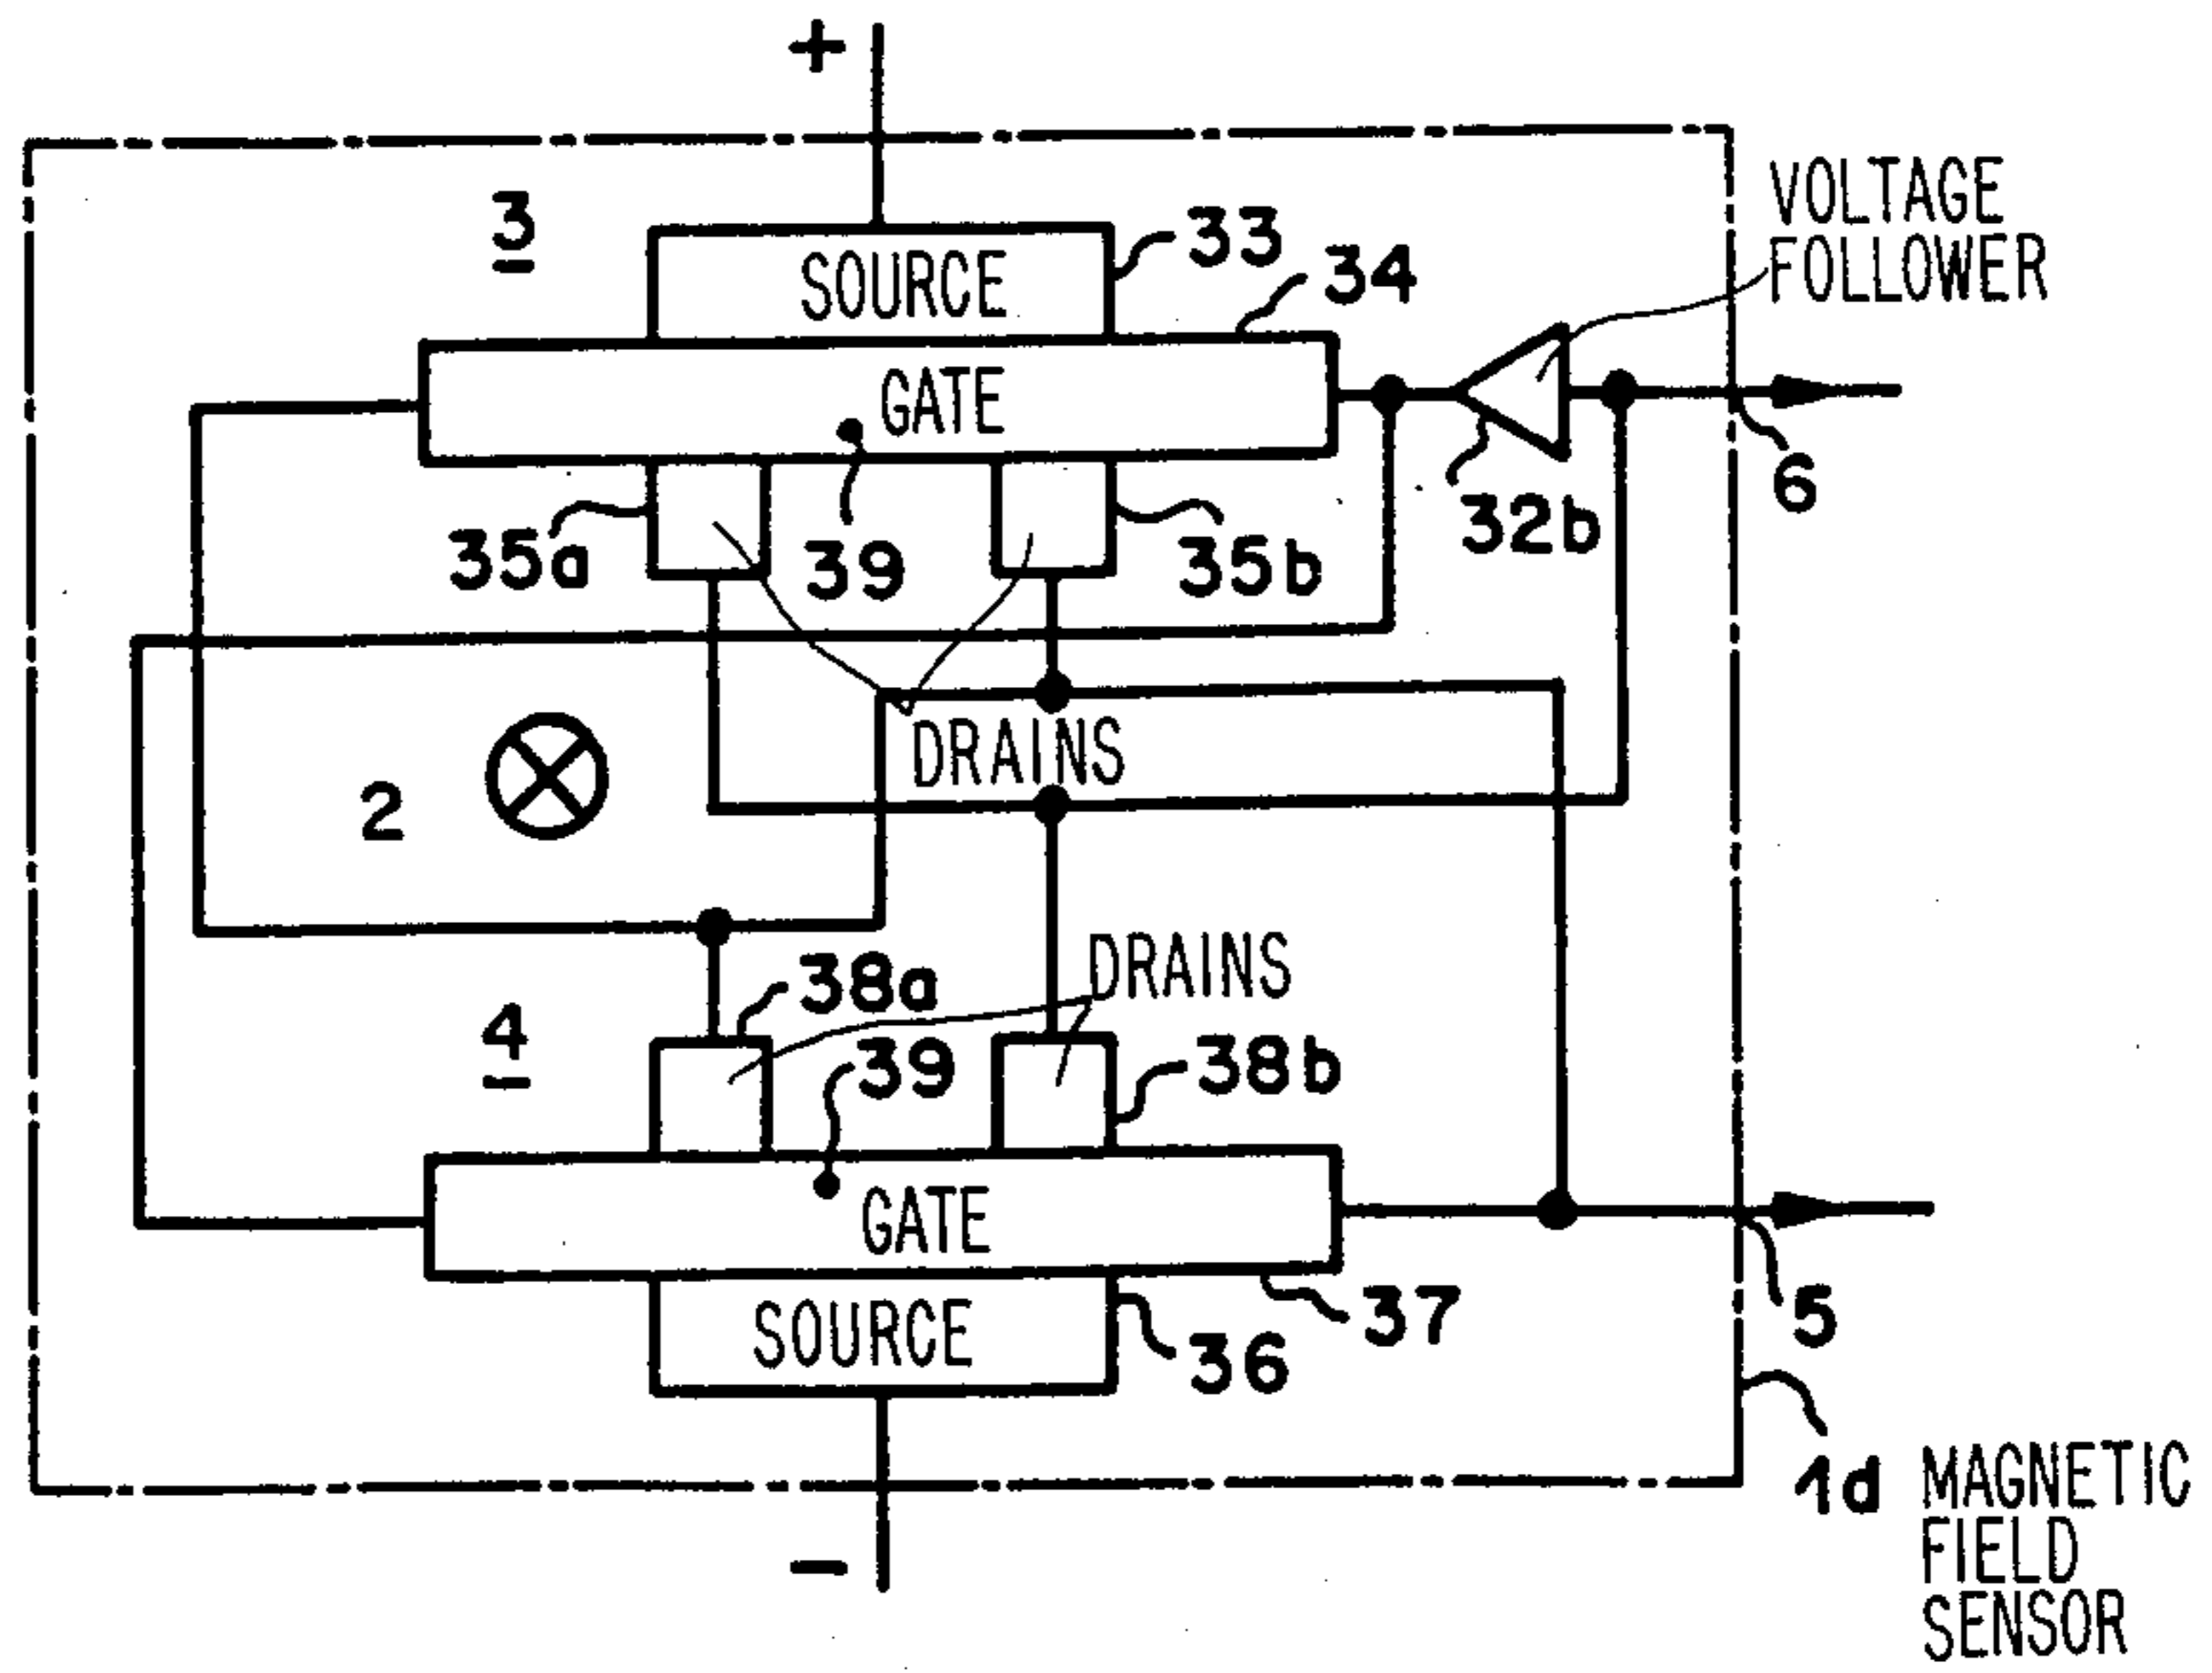 +
3
SOURCE
33
34
VOLTAGE
FOLLOWER
GATE
6
35a
39
35b
32b
DRAINS
2
DRAINS
38a
4
39
38b
GATE
5
SOURCE
37
36
1d
MAGNETIC
FIELD
SENSOR
-